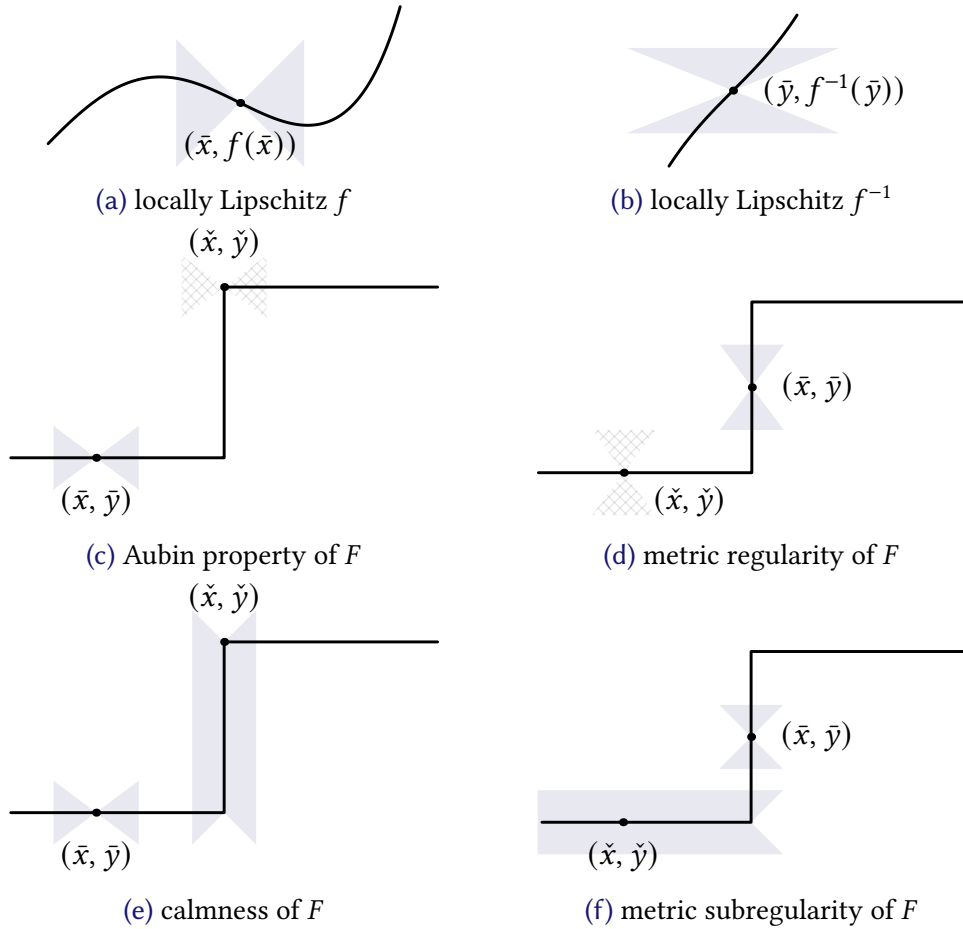 (x̄, f(x̄))
(ȳ, f⁻¹(ȳ))
(a) locally Lipschitz f
(b) locally Lipschitz f⁻¹
(x̌, y̌)
(x̄, ȳ)
(x̄, ȳ)
(x̌, y̌)
(c) Aubin property of F
(d) metric regularity of F
(x̌, y̌)
(x̄, ȳ)
(x̄, ȳ)
(x̌, y̌)
(e) calmness of F
(f) metric subregularity of F